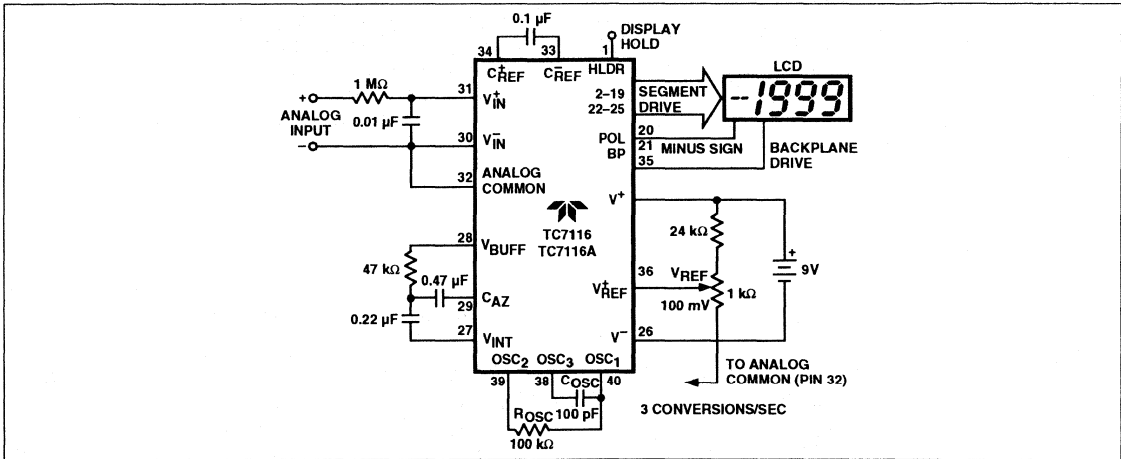 0.1 µF
34
33
1
DISPLAY
HOLD
C+REF
C−REF
HLDR
LCD
1 MΩ
31
V+IN
2–19
22–25
SEGMENT
DRIVE
-1999
+
ANALOG
INPUT
–
0.01 µF
30
V−IN
20
POL
MINUS SIGN
21
BP
35
BACKPLANE
DRIVE
32
ANALOG
COMMON
V+
TC7116
TC7116A
24 kΩ
28
VBUFF
47 kΩ
0.47 µF
+
9V
36
VREF
V+REF
1 kΩ
100 mV
CAZ
29
0.22 µF
27
VINT
V−
26
OSC2
OSC3
OSC1
39
38
COSC
40
100 pF
ROSC
100 kΩ
TO ANALOG
COMMON (PIN 32)
3 CONVERSIONS/SEC